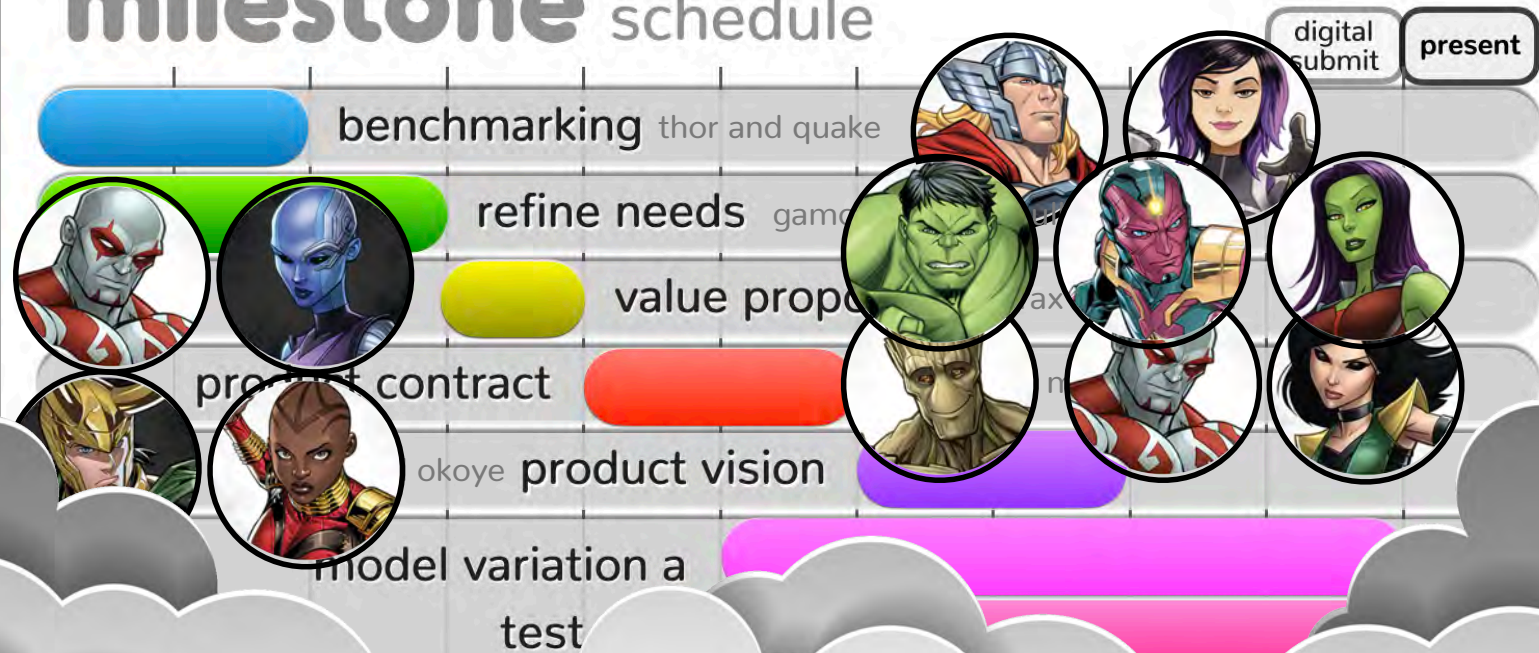 milestone schedule
digital
submit
present
benchmarking thor and quake
refine needs
value
product contract
okoye product vision
model variation a
test